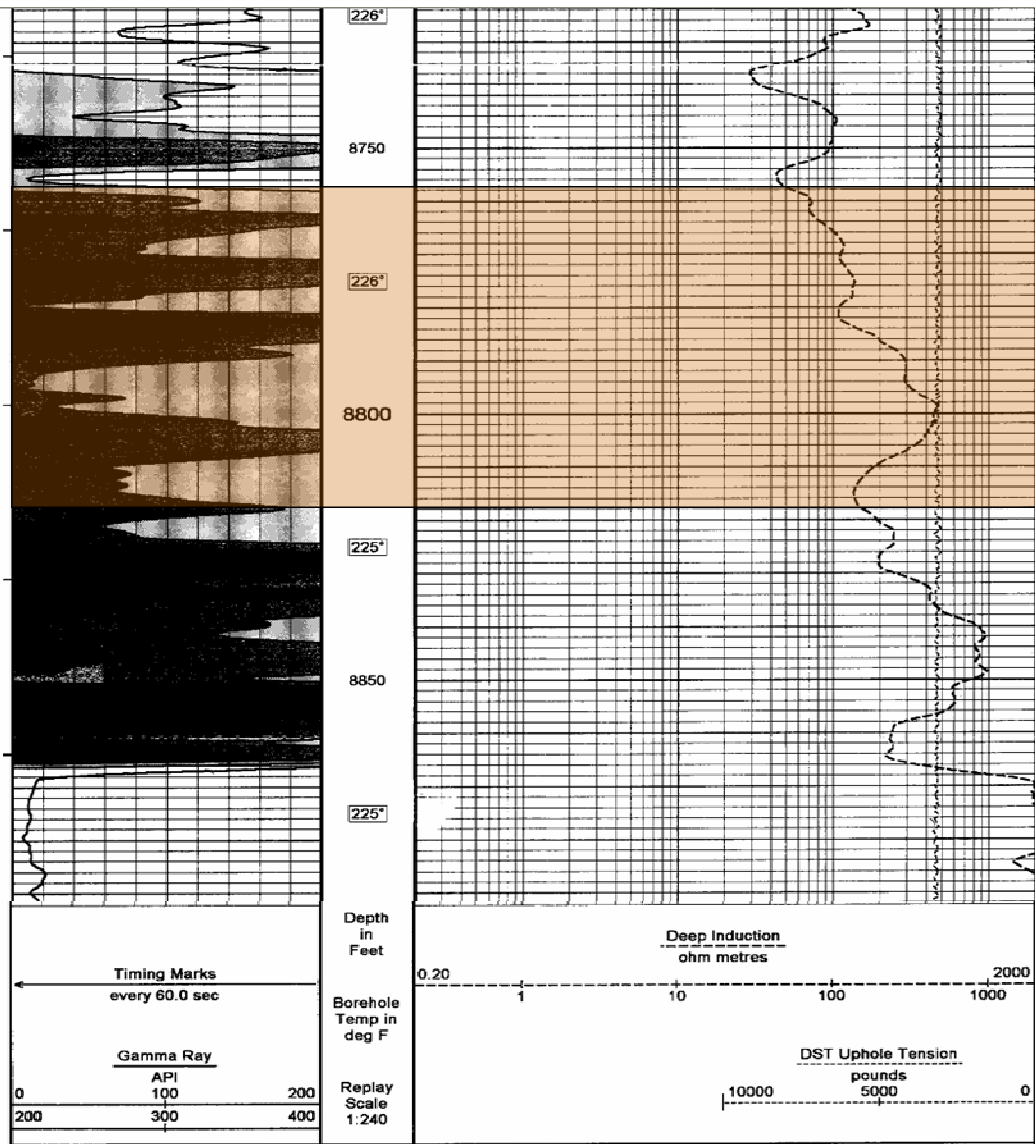 226°
8750
226°
8800
225°
8850
225°
Depth
in
Feet
Borehole
Temp in
deg F
Replay
Scale
1:240
Timing Marks
every 60.0 sec
Gamma Ray
API
0 100 200
200 300 400
Deep Induction
ohm metres
0.20 2000
1 10 100 1000
DST Uphole Tension
pounds
10000 5000 0